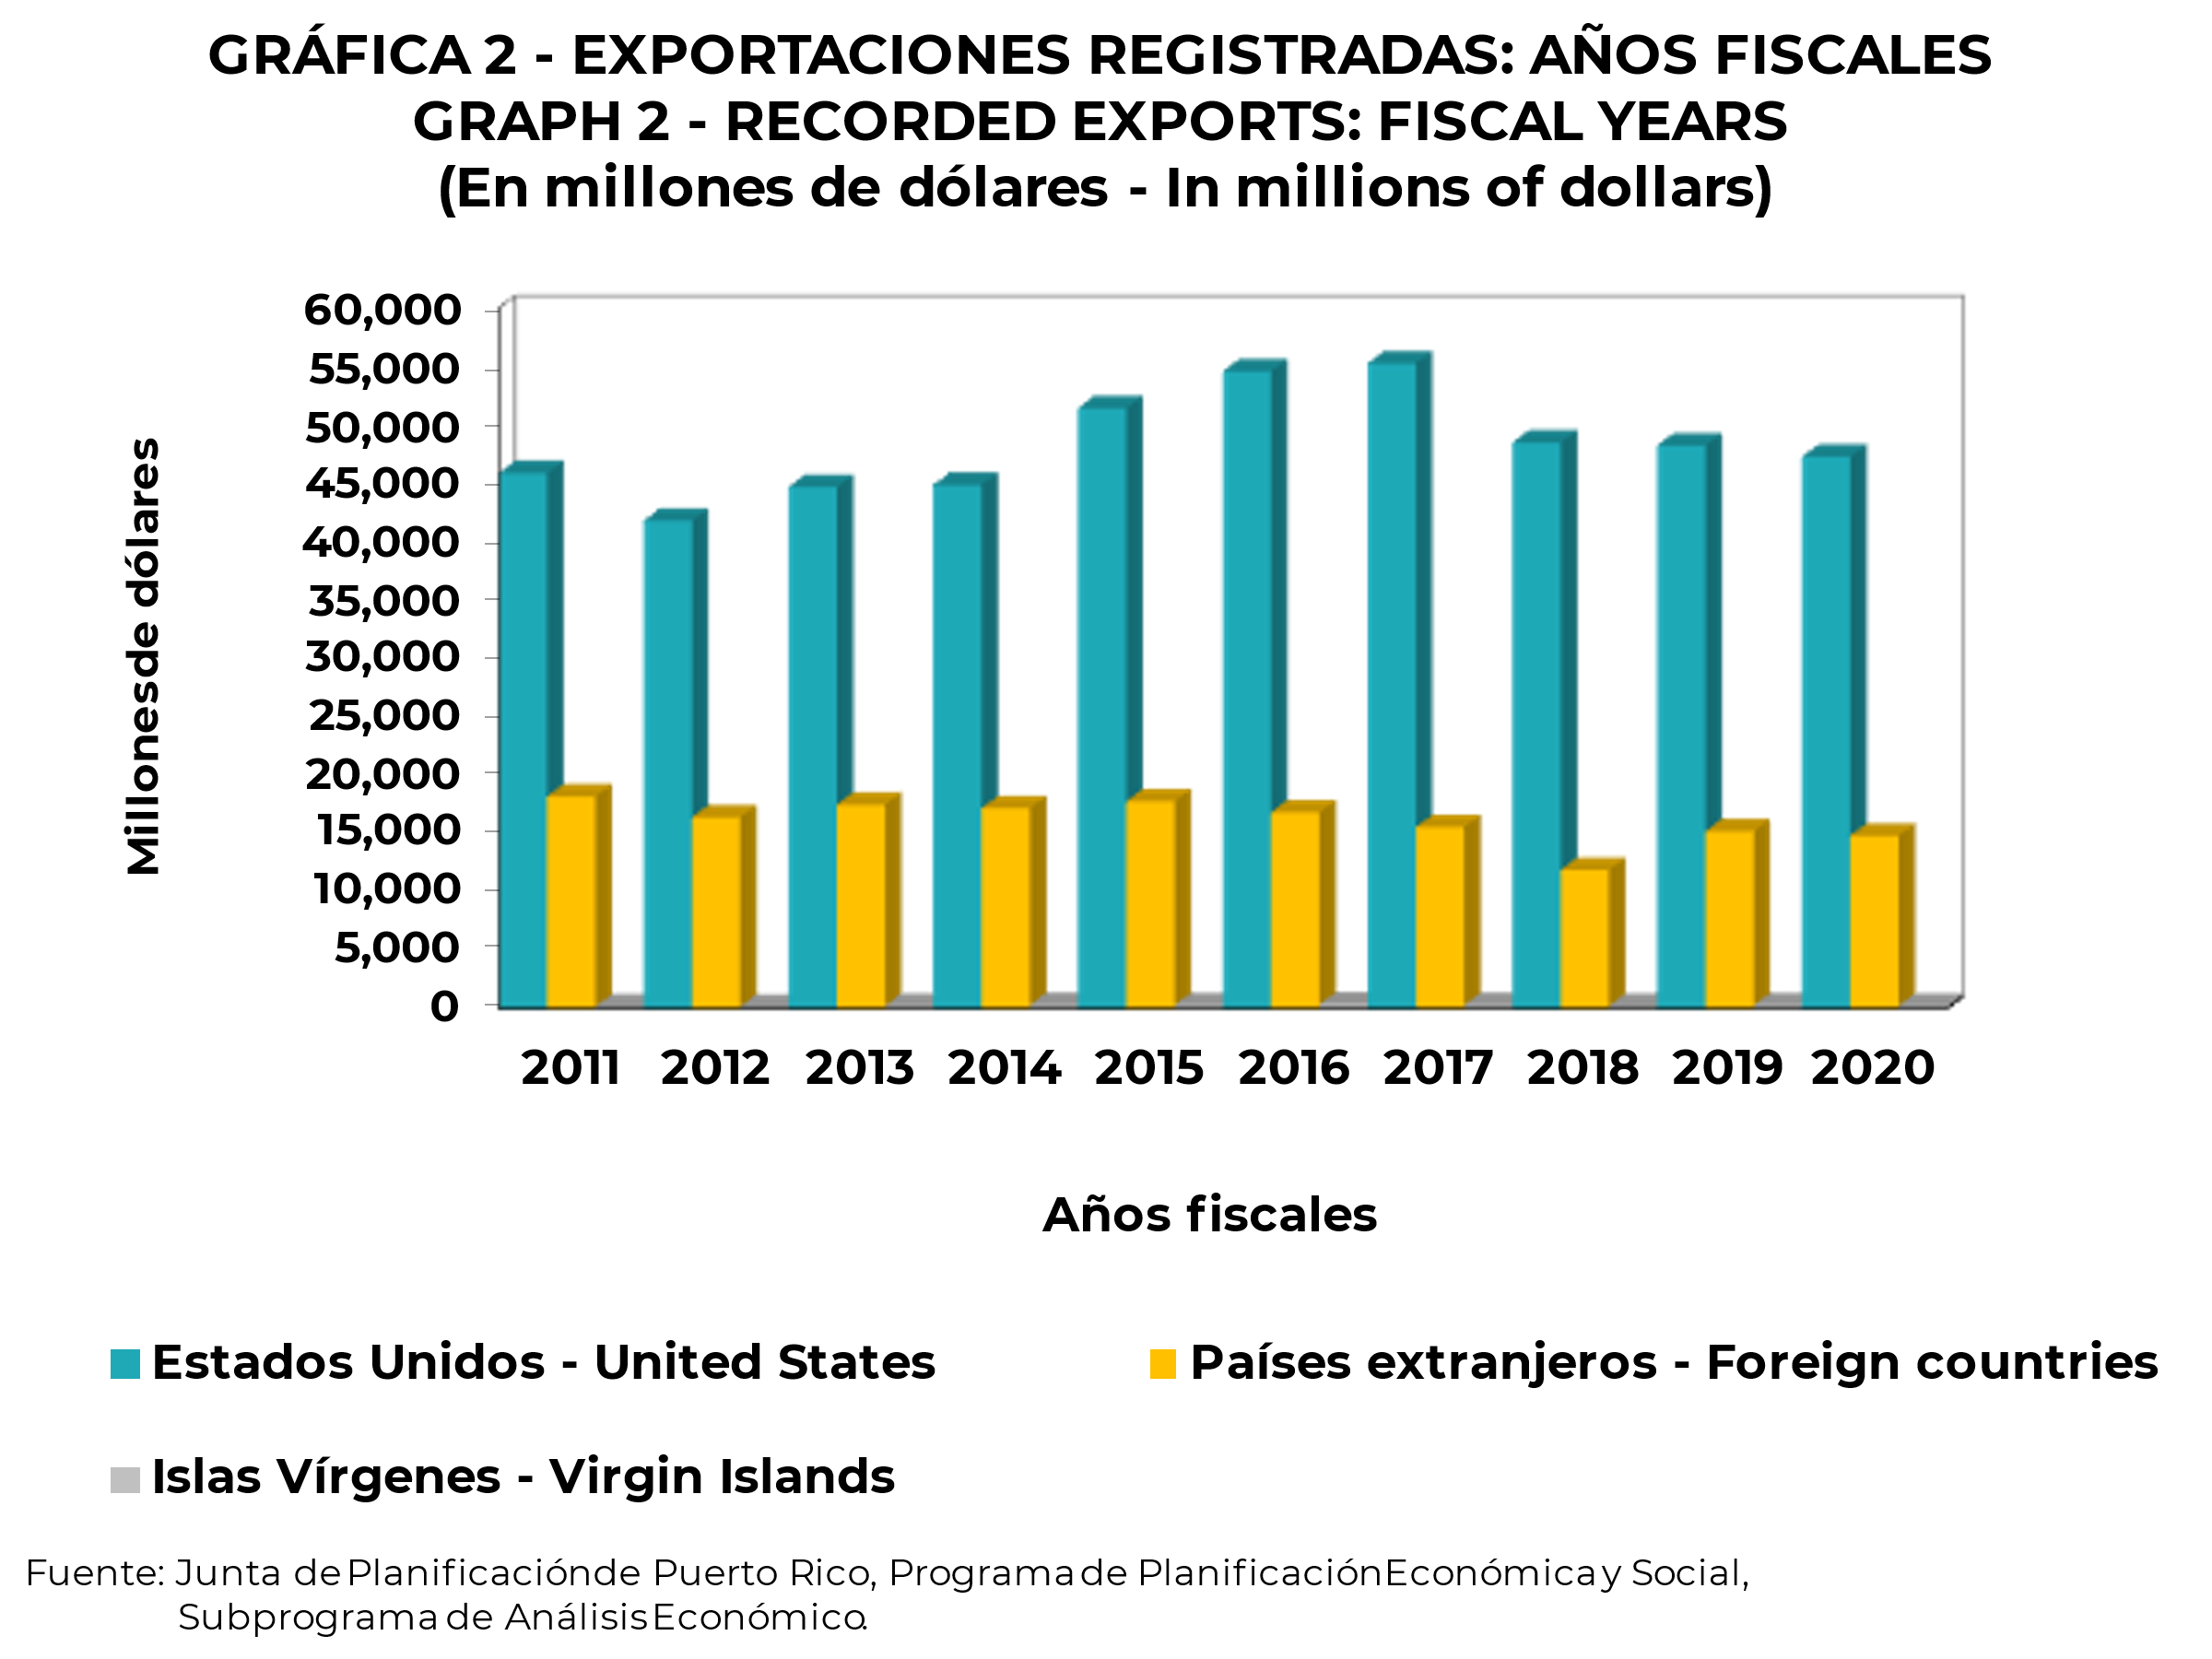 GRÁFICA 2 - EXPORTACIONES REGISTRADAS: AÑOS FISCALES
GRAPH 2 - RECORDED EXPORTS: FISCAL YEARS
(En millones de dólares - In millions of dollars)
Millonesde dólares
60,000
55,000
50,000
45,000
40,000
35,000
30,000
25,000
20,000
15,000
10,000
5,000
0
2011 2012 2013 2014 2015 2016 2017 2018 2019 2020
Años fiscales
Estados Unidos - United States
Países extranjeros - Foreign countries
Islas Vírgenes - Virgin Islands
Fuente: Junta de Planificaciónde Puerto Rico, Programa de PlanificaciónEconómica y Social,
Subprograma de Análisis Económico.